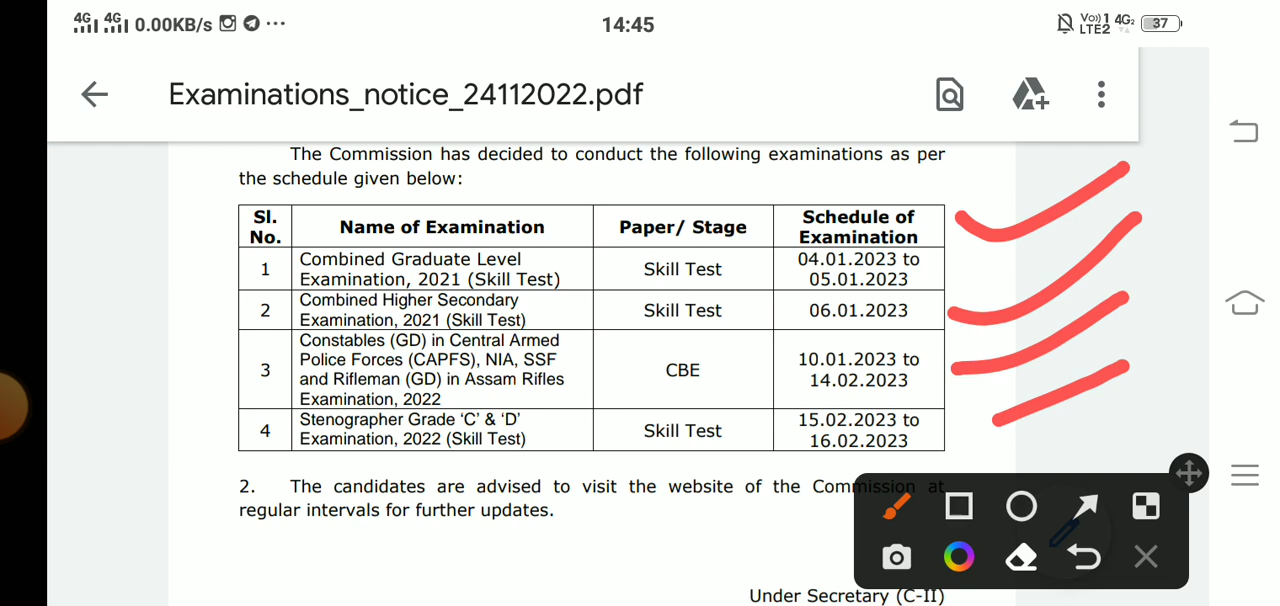 4G 4G 0.00KB/s
14:45
Vo)) 1 4G2
LTE2
37
Examinations_notice_24112022.pdf
The Commission has decided to conduct the following examinations as per
the schedule given below:
Sl. No. Name of Examination Paper/ Stage Schedule of Examination
1 Combined Graduate Level Examination, 2021 (Skill Test) Skill Test 04.01.2023 to 05.01.2023
2 Combined Higher Secondary Examination, 2021 (Skill Test) Skill Test 06.01.2023
3 Constables (GD) in Central Armed Police Forces (CAPFS), NIA, SSF and Rifleman (GD) in Assam Rifles Examination, 2022 CBE 10.01.2023 to 14.02.2023
4 Stenographer Grade ‘C’ & ‘D’ Examination, 2022 (Skill Test) Skill Test 15.02.2023 to 16.02.2023
2. The candidates are advised to visit the website of the Commission at
regular intervals for further updates.
Under Secretary (C-II)